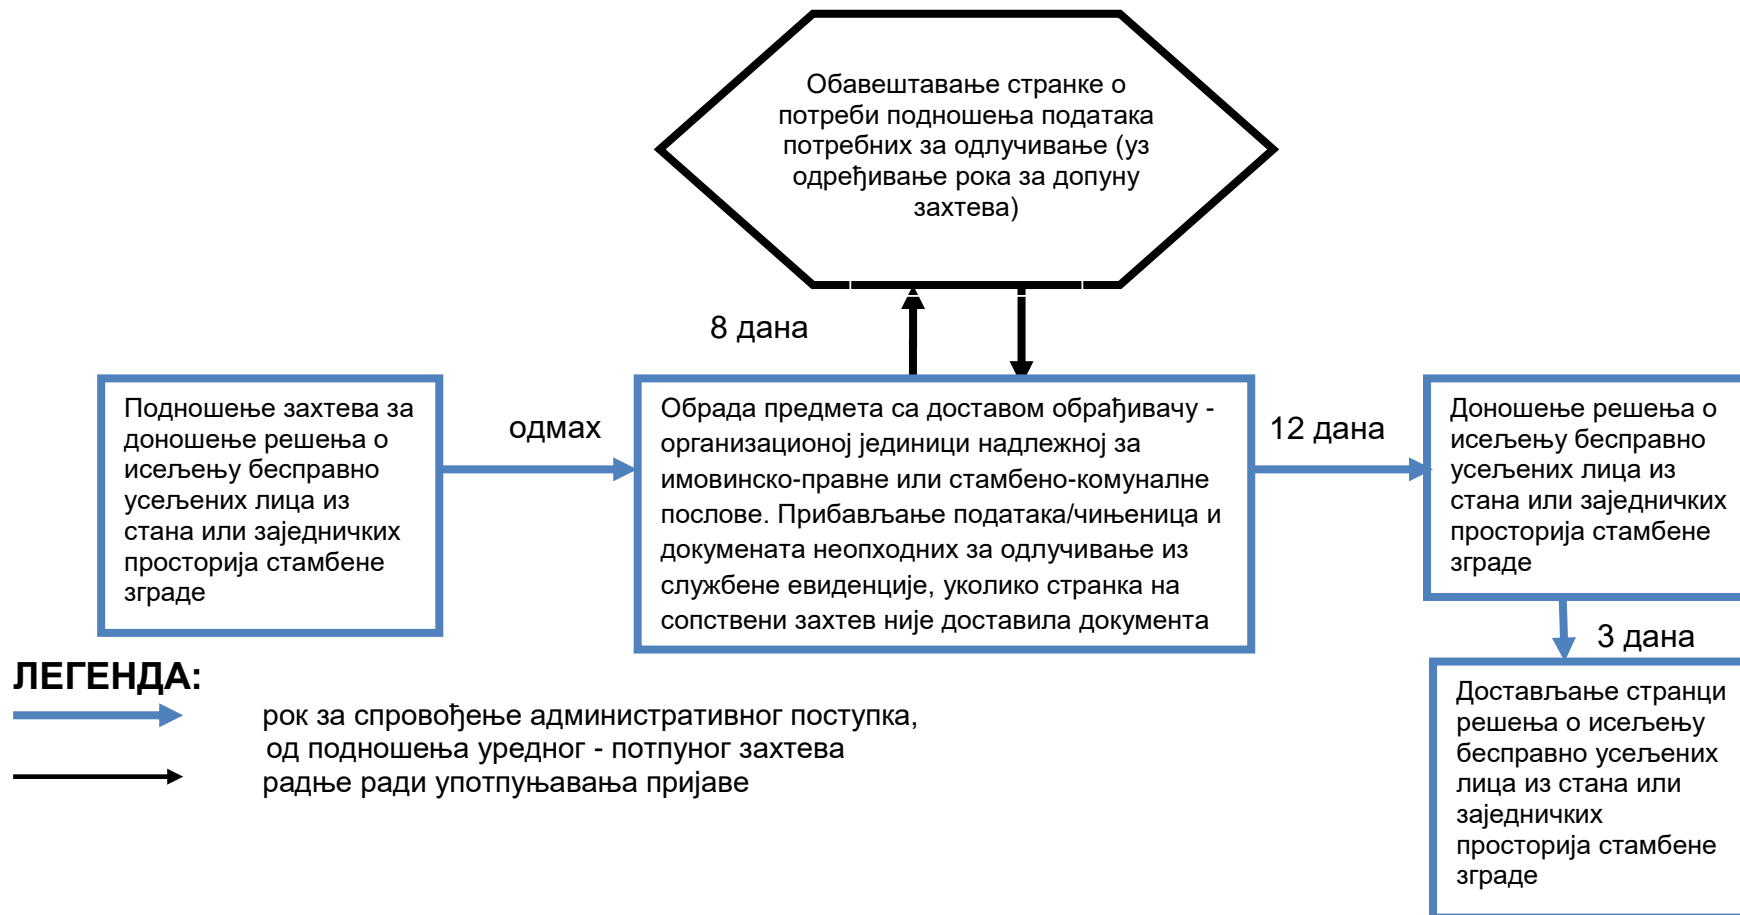 Обавештавање странке о
потреби подношења података
потребних за одлучивање (уз
одређивање рока за допуну
захтева)
8 дана
Подношење захтева за
доношење решења о
исељењу бесправно
усељених лица из
стана или заједничких
просторија стамбене
зграде
одмах
Обрада предмета са доставом обрађивачу -
организационој јединици надлежној за
имовинско-правне или стамбено-комуналне
послове. Прибављање података/чињеница и
докумената неопходних за одлучивање из
службене евиденције, уколико странка на
сопствени захтев није доставила документа
12 дана
Доношење решења о
исељењу бесправно
усељених лица из
стана или заједничких
просторија стамбене
зграде
3 дана
Достављање странци
решења о исељењу
бесправно усељених
лица из стана или
заједничких
просторија стамбене
зграде
ЛЕГЕНДА:
рок за спровођење административног поступка,
од подношења уредног - потпуног захтева
радње ради употпуњавања пријаве